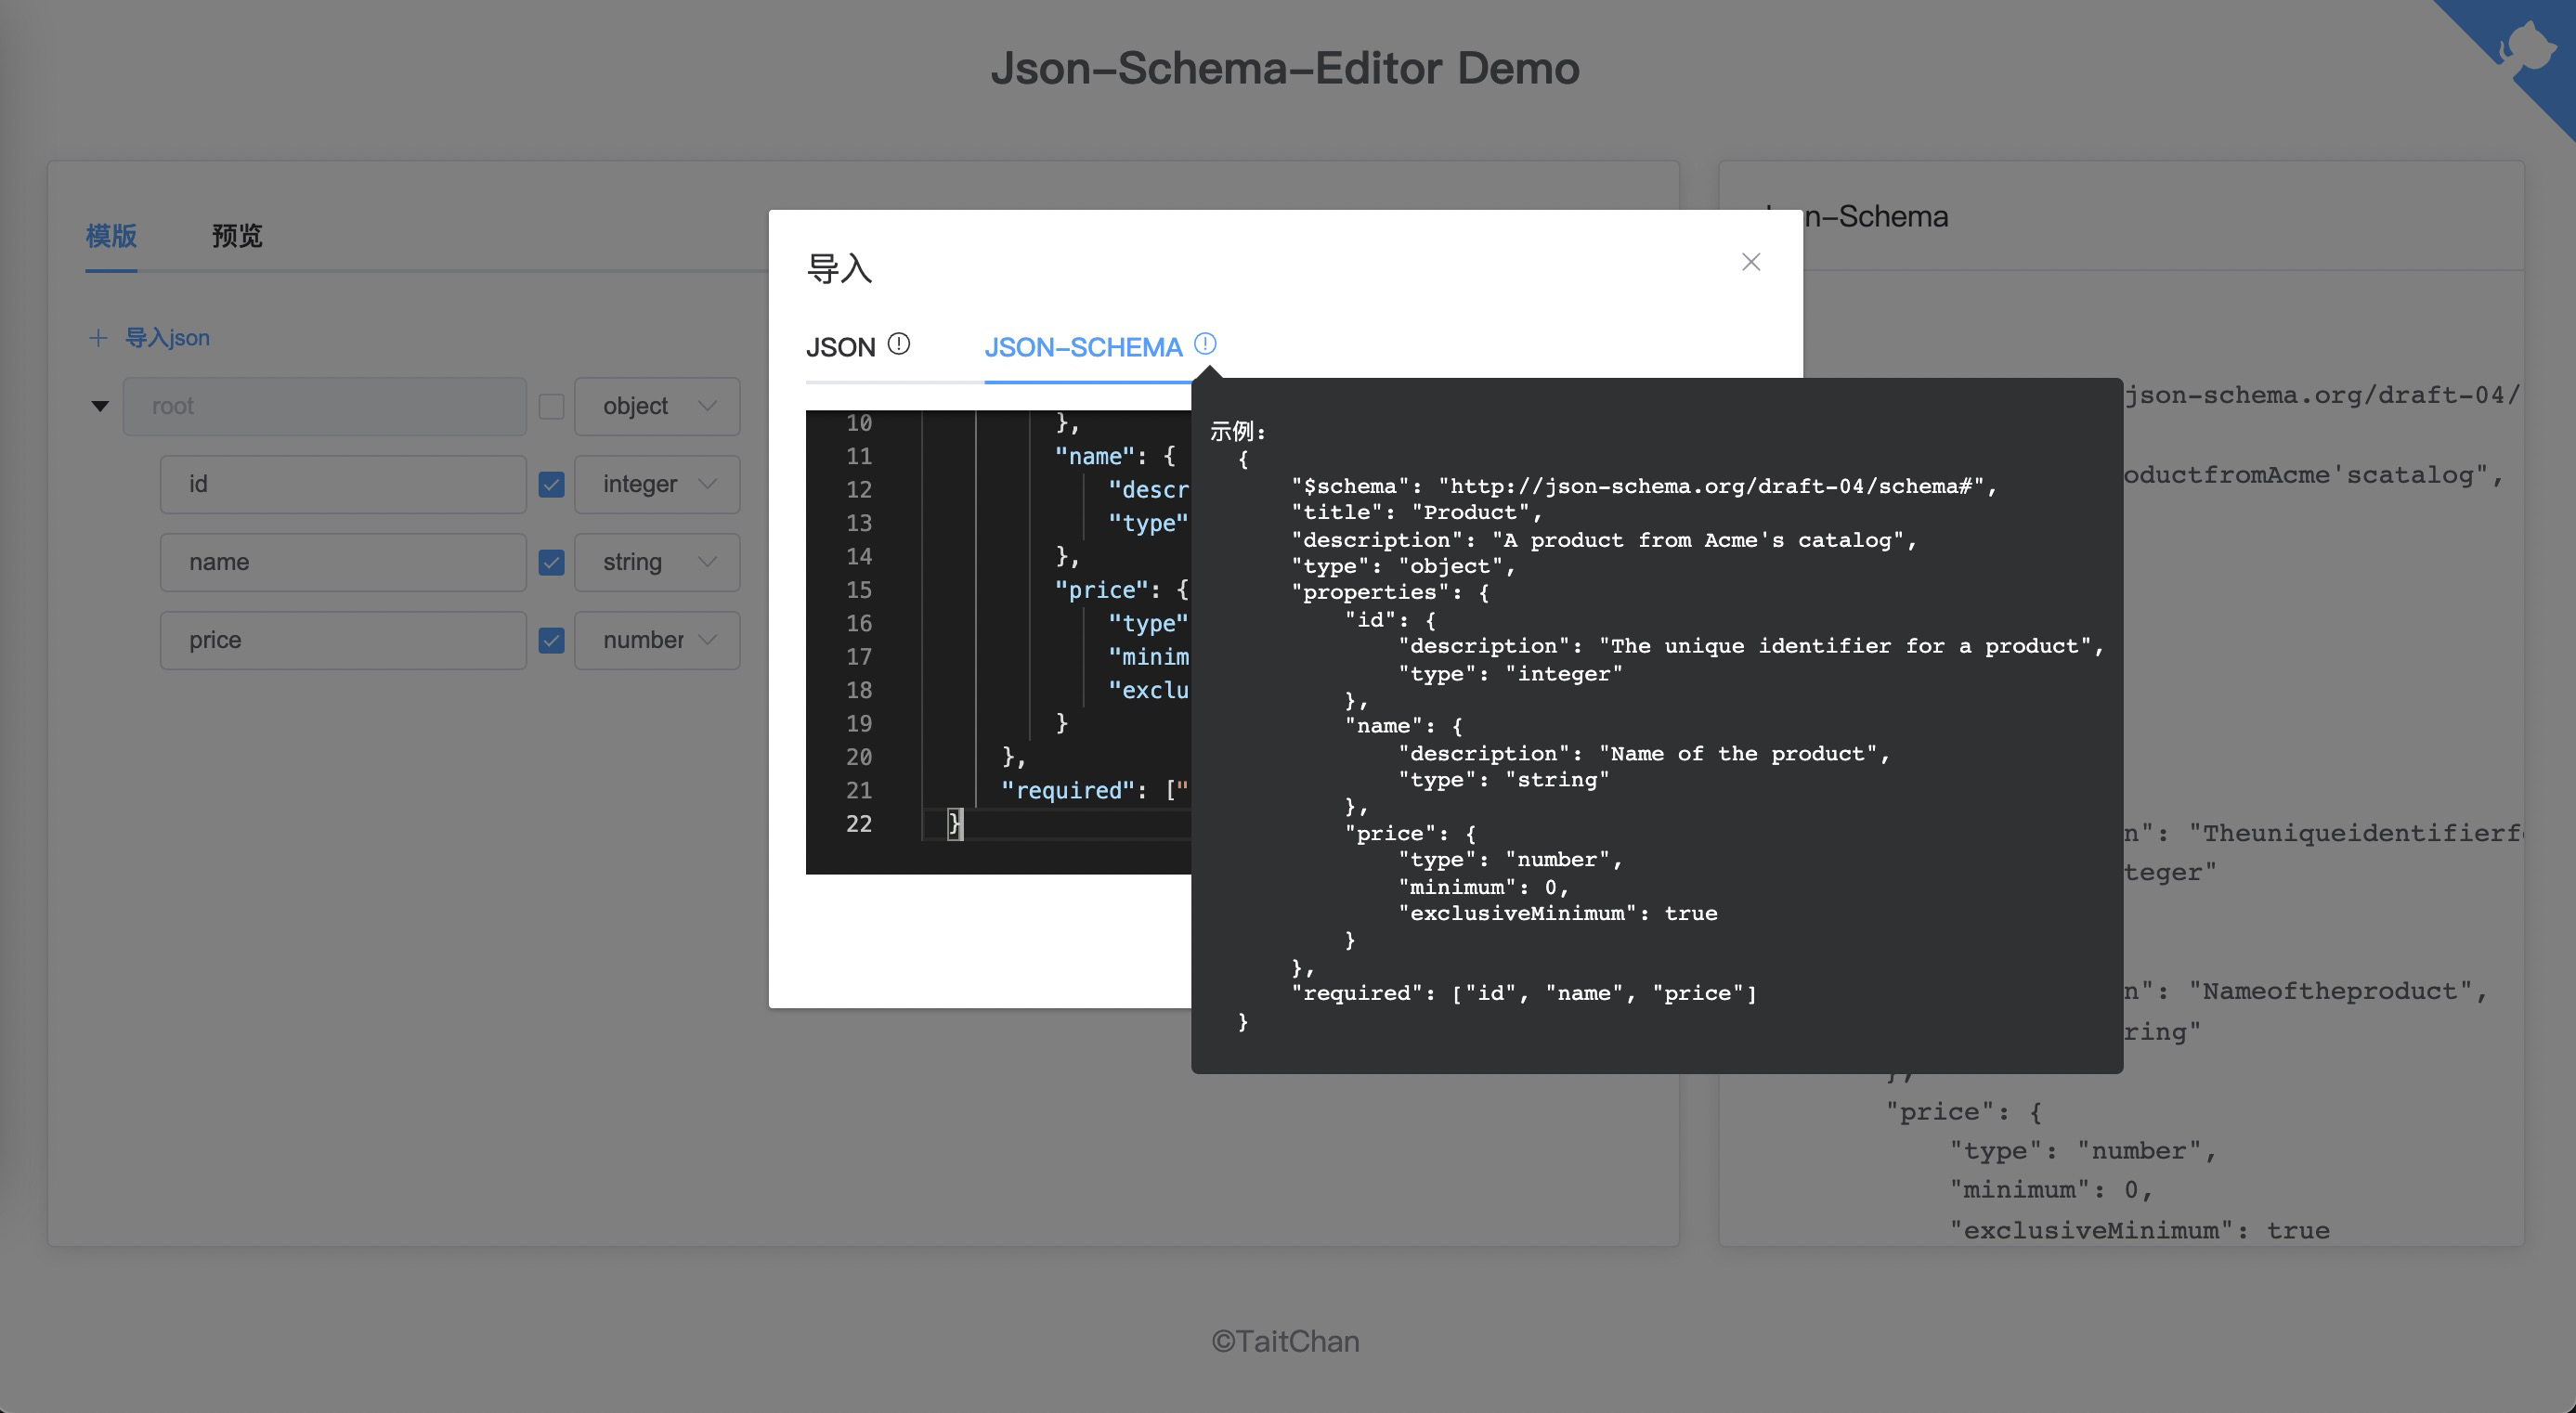 Json-Schema-Editor Demo
模版 预览
+ 导入json
root object
id integer
name string
price number
导入
JSON JSON-SCHEMA
10 },
11 "name": {
12 "descr
13 "type"
14 },
15 "price": {
16 "type"
17 "minim
18 "exclu
19 }
20 },
21 "required": ["
22 }
示例:
{
"$schema": "http://json-schema.org/draft-04/schema#",
"title": "Product",
"description": "A product from Acme's catalog",
"type": "object",
"properties": {
"id": {
"description": "The unique identifier for a product",
"type": "integer"
},
"name": {
"description": "Name of the product",
"type": "string"
},
"price": {
"type": "number",
"minimum": 0,
"exclusiveMinimum": true
}
},
"required": ["id", "name", "price"]
}
n-Schema
json-schema.org/draft-04/
oductfromAcme'scatalog",
n": "Theuniqueidentifierf
teger"
n": "Nameoftheproduct",
ring"
},
"price": {
"type": "number",
"minimum": 0,
"exclusiveMinimum": true
©TaitChan